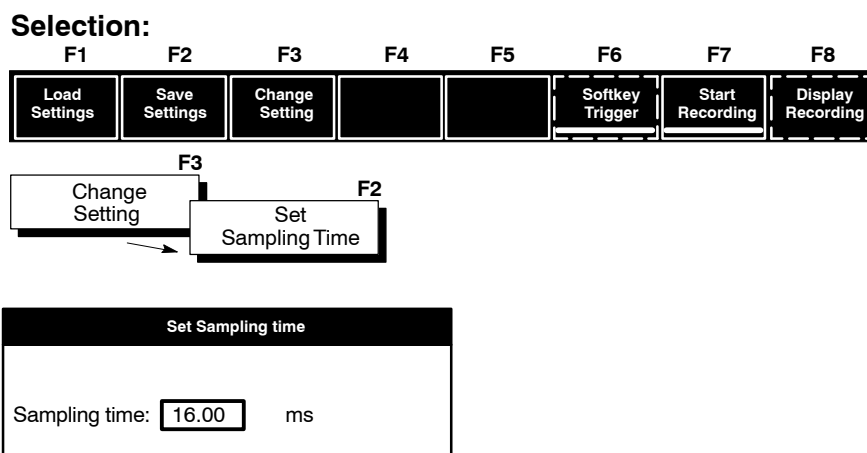 Selection:
F1 F2 F3 F4 F5 F6 F7 F8
Load Settings Save Settings Change Setting Softkey Trigger Start Recording Display Recording
F3
Change
Setting
F2
Set
Sampling Time
Set Sampling time
Sampling time: 16.00 ms